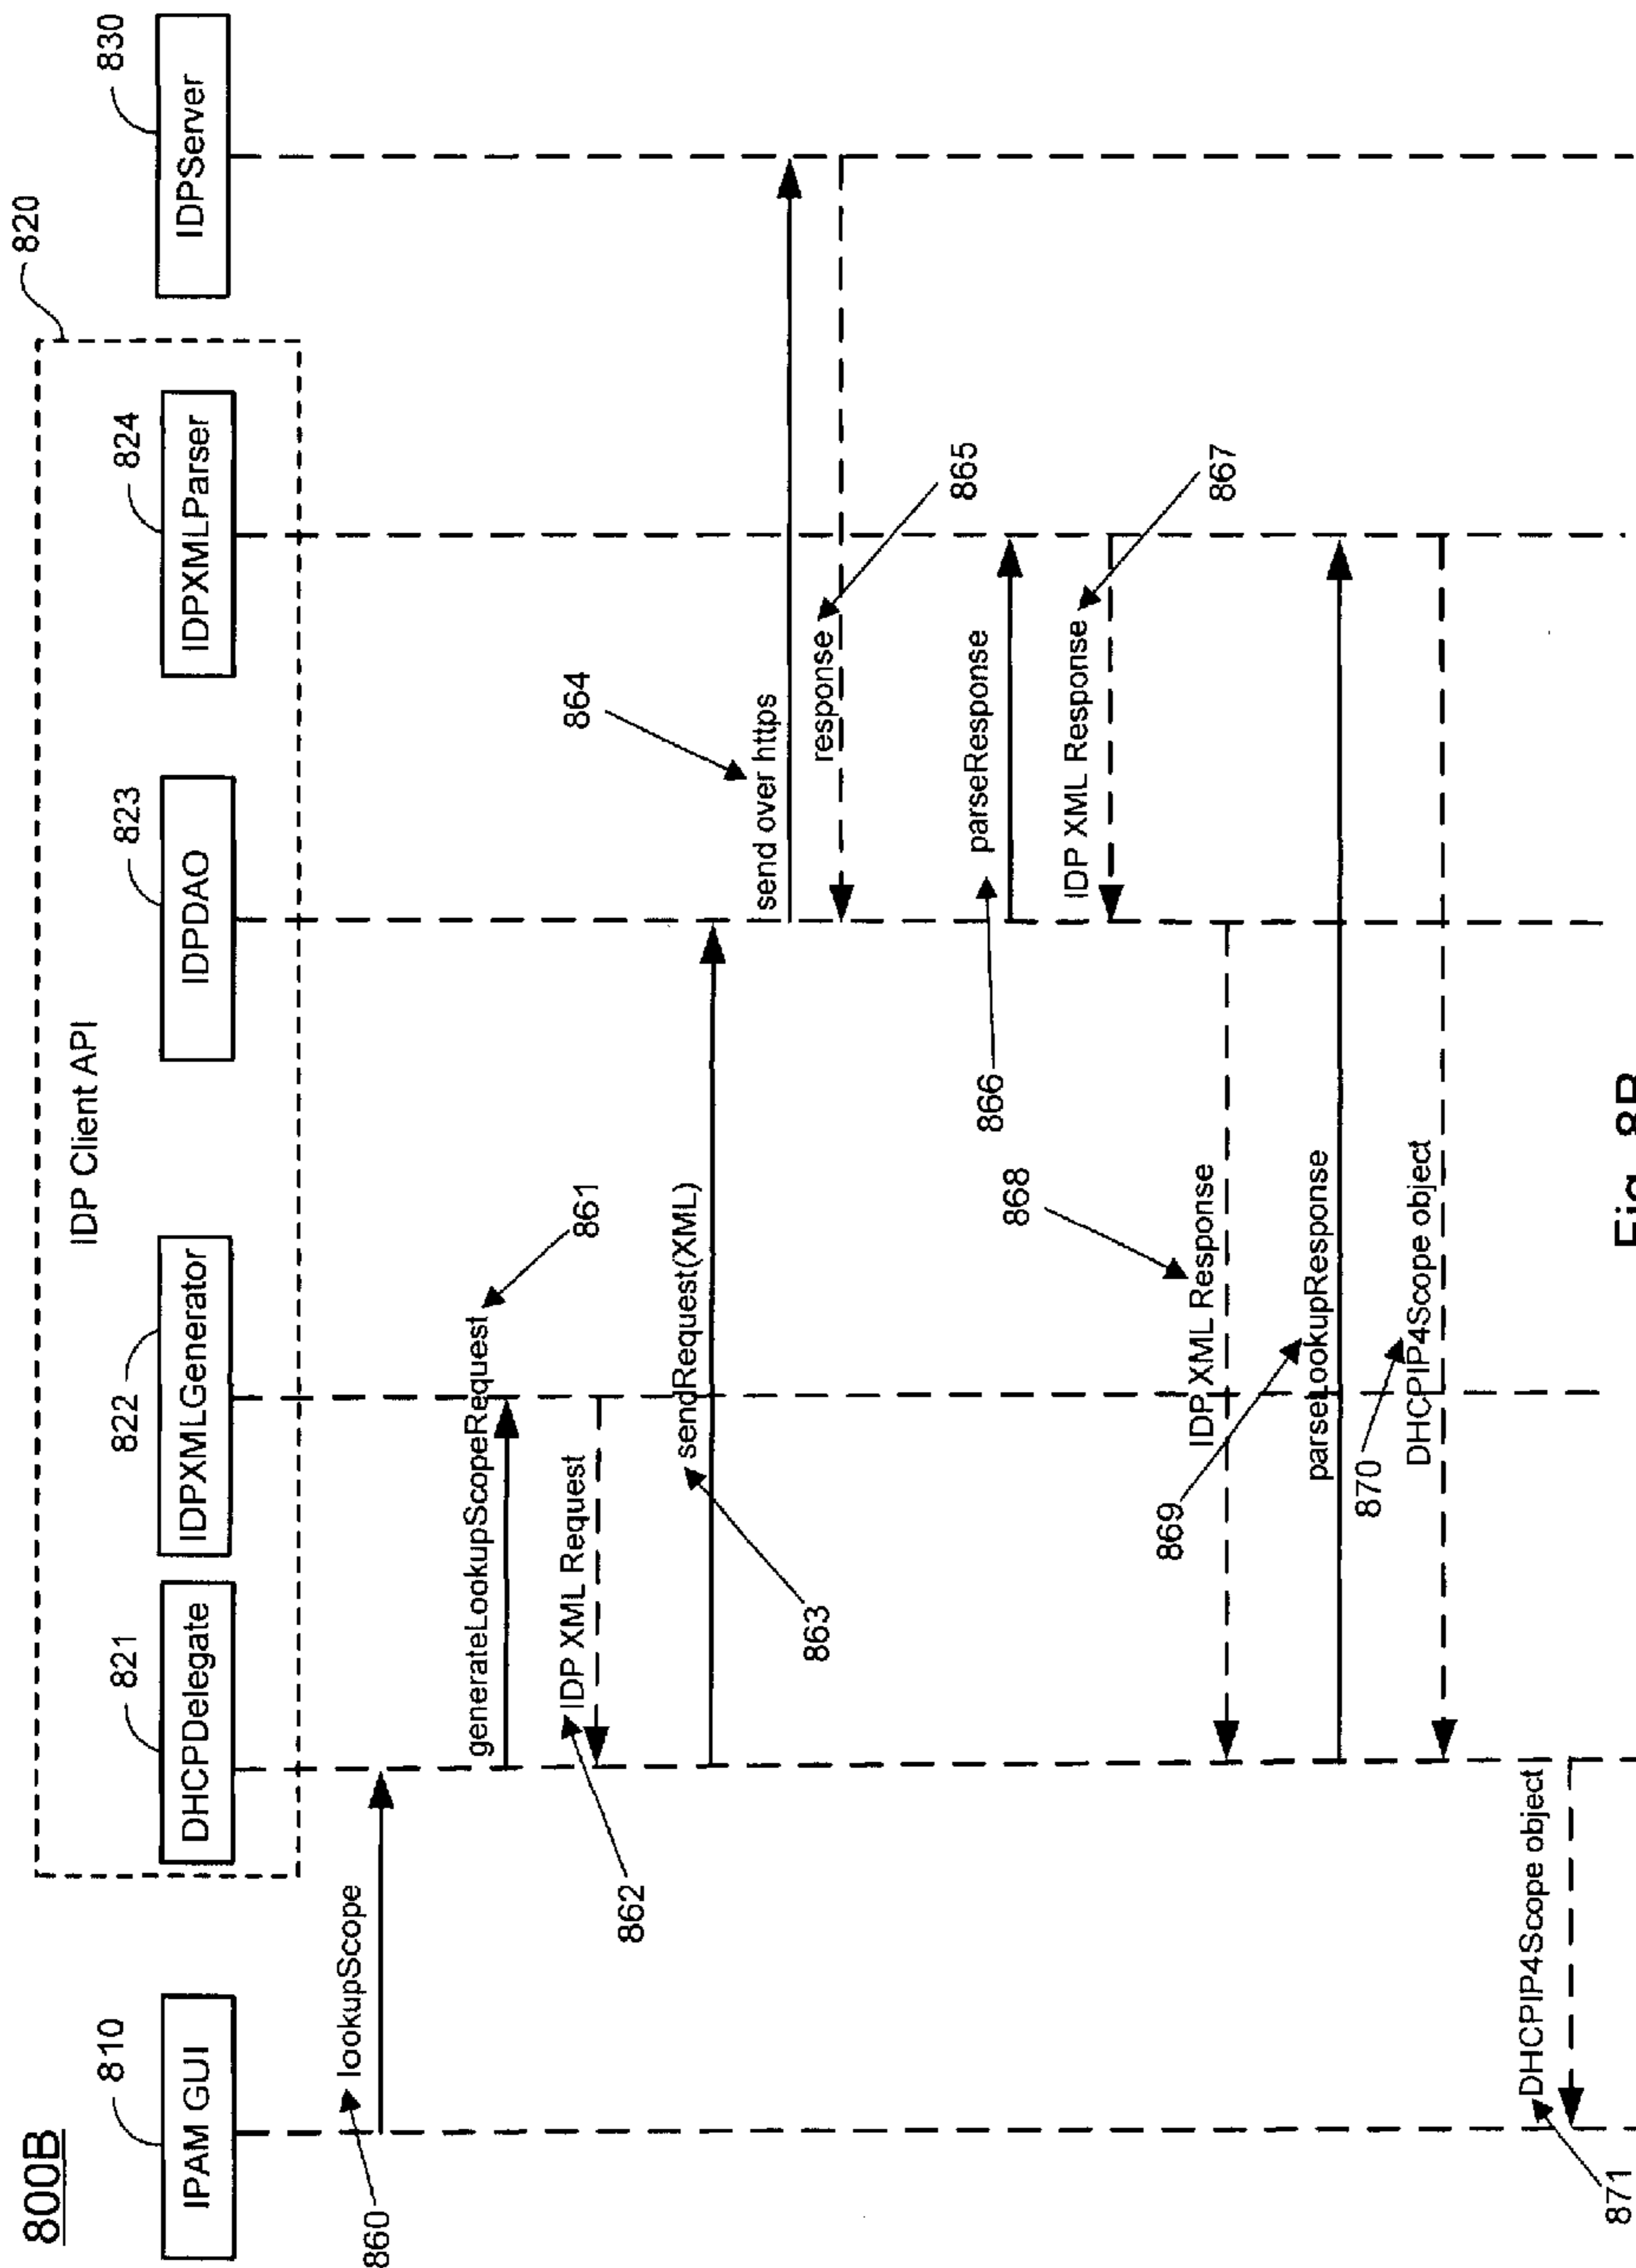 800B
820
IDP Client API
810
821
822
823
824
830
IPAM GUI
DHCPDelegate
IDPXMLGenerator
IDPDAO
IDPXMLParser
IDPServer
860
lookupScope
generateLookupScopeRequest
861
IDP XML Request
862
sendRequest(XML)
863
864
send over https
response
865
parseResponse
866
IDP XML Response
867
868
IDP XML Response
parseLookupResponse
869
870
DHCPIP4Scope object
DHCPIP4Scope object
871
Fig. 8B